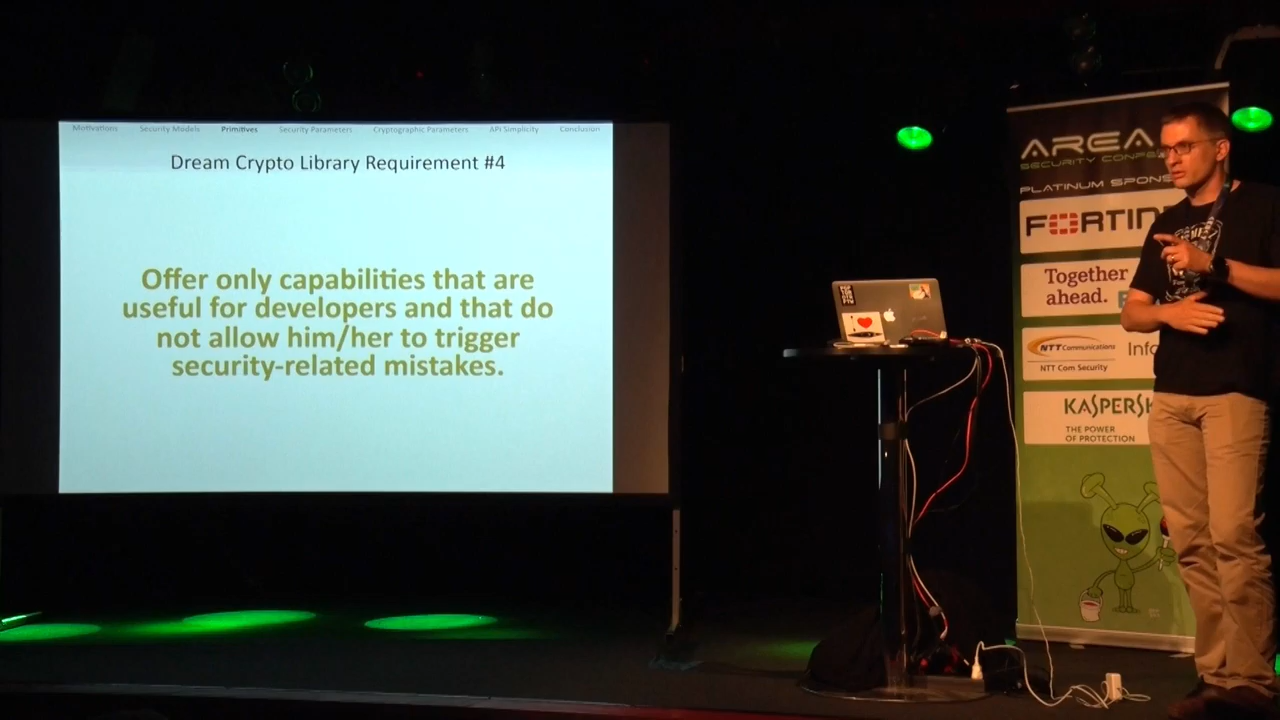 Motivations Security Models Primitives Security Parameters Cryptographic Parameters API Simplicity Conclusion
Dream Crypto Library Requirement #4
Offer only capabilities that are
useful for developers and that do
not allow him/her to trigger
security-related mistakes.
AREA
SECURITY
PLATINUM
FORTIN
Together
ahead.
NTT Communications
NTT Com Security
KASPERSK
THE POWER
OF PROTECTION